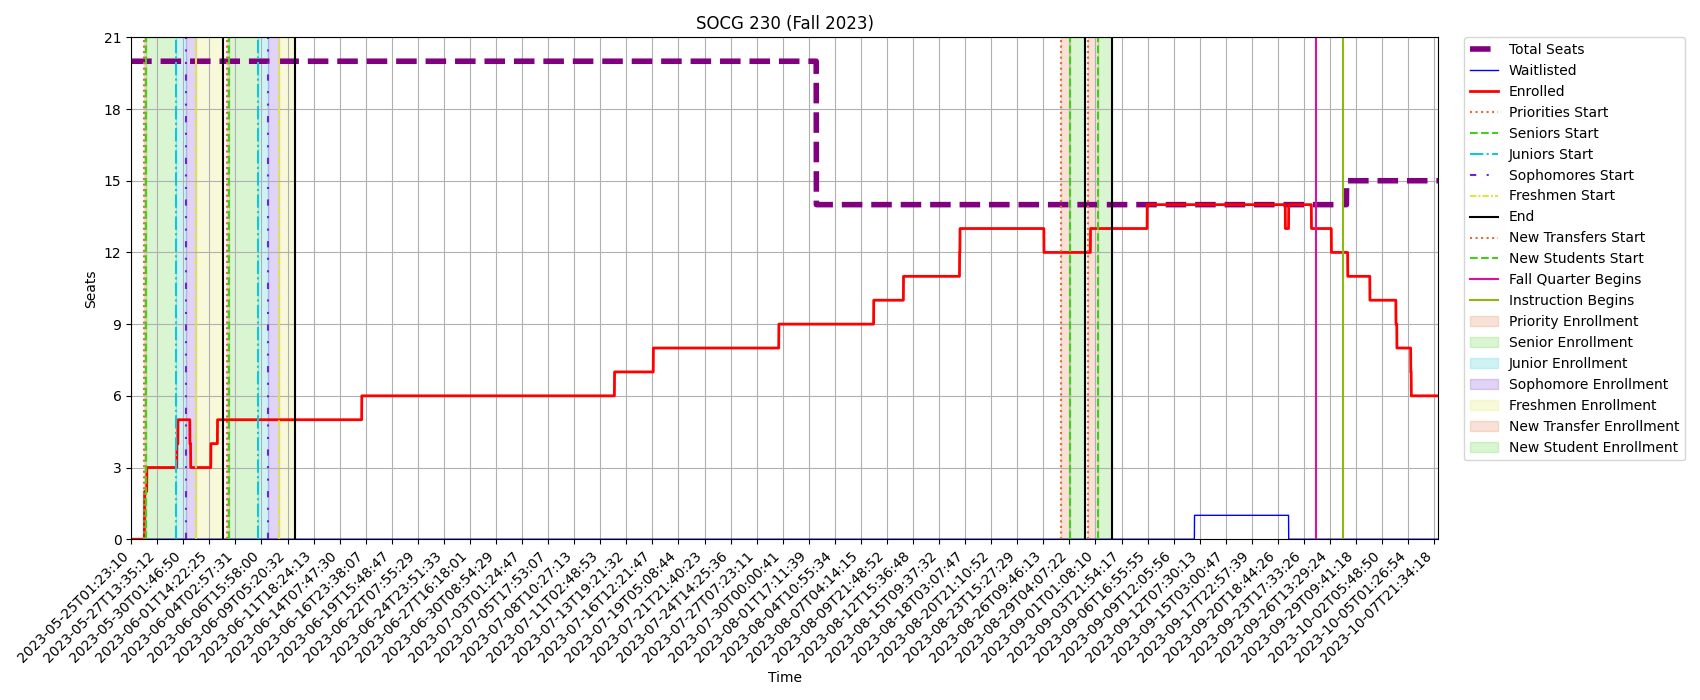 SOCG 230 (Fall 2023)
21
18
15
12
9
6
3
0
Seats
2023-05-25T01:23:10
2023-05-27T13:35:12
2023-05-30T01:46:50
2023-06-01T14:22:25
2023-06-04T02:57:31
2023-06-06T15:58:00
2023-06-09T05:20:32
2023-06-11T18:24:13
2023-06-14T07:47:30
2023-06-16T23:38:07
2023-06-19T15:48:47
2023-06-22T07:55:29
2023-06-24T23:51:33
2023-06-27T16:18:01
2023-06-30T08:54:29
2023-07-03T01:24:47
2023-07-05T17:53:07
2023-07-08T10:27:13
2023-07-11T02:48:53
2023-07-13T19:21:32
2023-07-16T12:21:47
2023-07-19T05:08:44
2023-07-21T21:40:23
2023-07-24T14:25:36
2023-07-27T07:23:11
2023-07-30T00:00:41
2023-08-01T17:11:39
2023-08-04T10:55:34
2023-08-07T04:14:15
2023-08-09T21:48:52
2023-08-12T15:36:48
2023-08-15T09:37:32
2023-08-18T03:07:47
2023-08-20T21:10:52
2023-08-23T15:27:29
2023-08-26T09:46:13
2023-08-29T04:07:22
2023-09-01T01:08:10
2023-09-03T21:54:17
2023-09-06T16:55:55
2023-09-09T12:05:56
2023-09-12T07:30:13
2023-09-15T03:00:47
2023-09-17T22:57:39
2023-09-20T18:44:26
2023-09-23T17:33:26
2023-09-26T13:29:24
2023-09-29T09:41:18
2023-10-02T05:48:50
2023-10-05T01:26:54
2023-10-07T21:34:18
Time
Total Seats
Waitlisted
Enrolled
Priorities Start
Seniors Start
Juniors Start
Sophomores Start
Freshmen Start
End
New Transfers Start
New Students Start
Fall Quarter Begins
Instruction Begins
Priority Enrollment
Senior Enrollment
Junior Enrollment
Sophomore Enrollment
Freshmen Enrollment
New Transfer Enrollment
New Student Enrollment